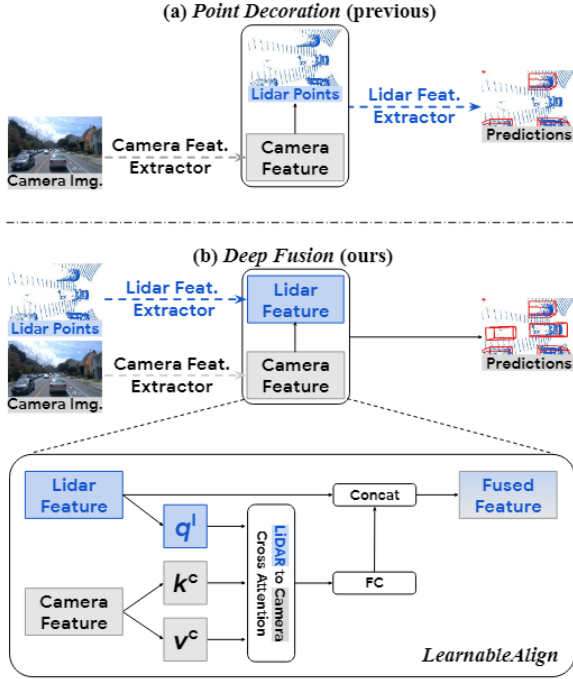 (a) Point Decoration (previous)
Lidar Points
Camera Img.
Camera Feat.
Extractor
Camera
Feature
Lidar Feat.
Extractor
Predictions
(b) Deep Fusion (ours)
Lidar Points
Lidar Feat.
Extractor
Lidar
Feature
Camera Img.
Camera Feat.
Extractor
Camera
Feature
Predictions
Lidar
Feature
Concat
Fused
Feature
q^l
LiDAR to Camera
Cross Attention
Camera
Feature
k^c
FC
v^c
LearnableAlign